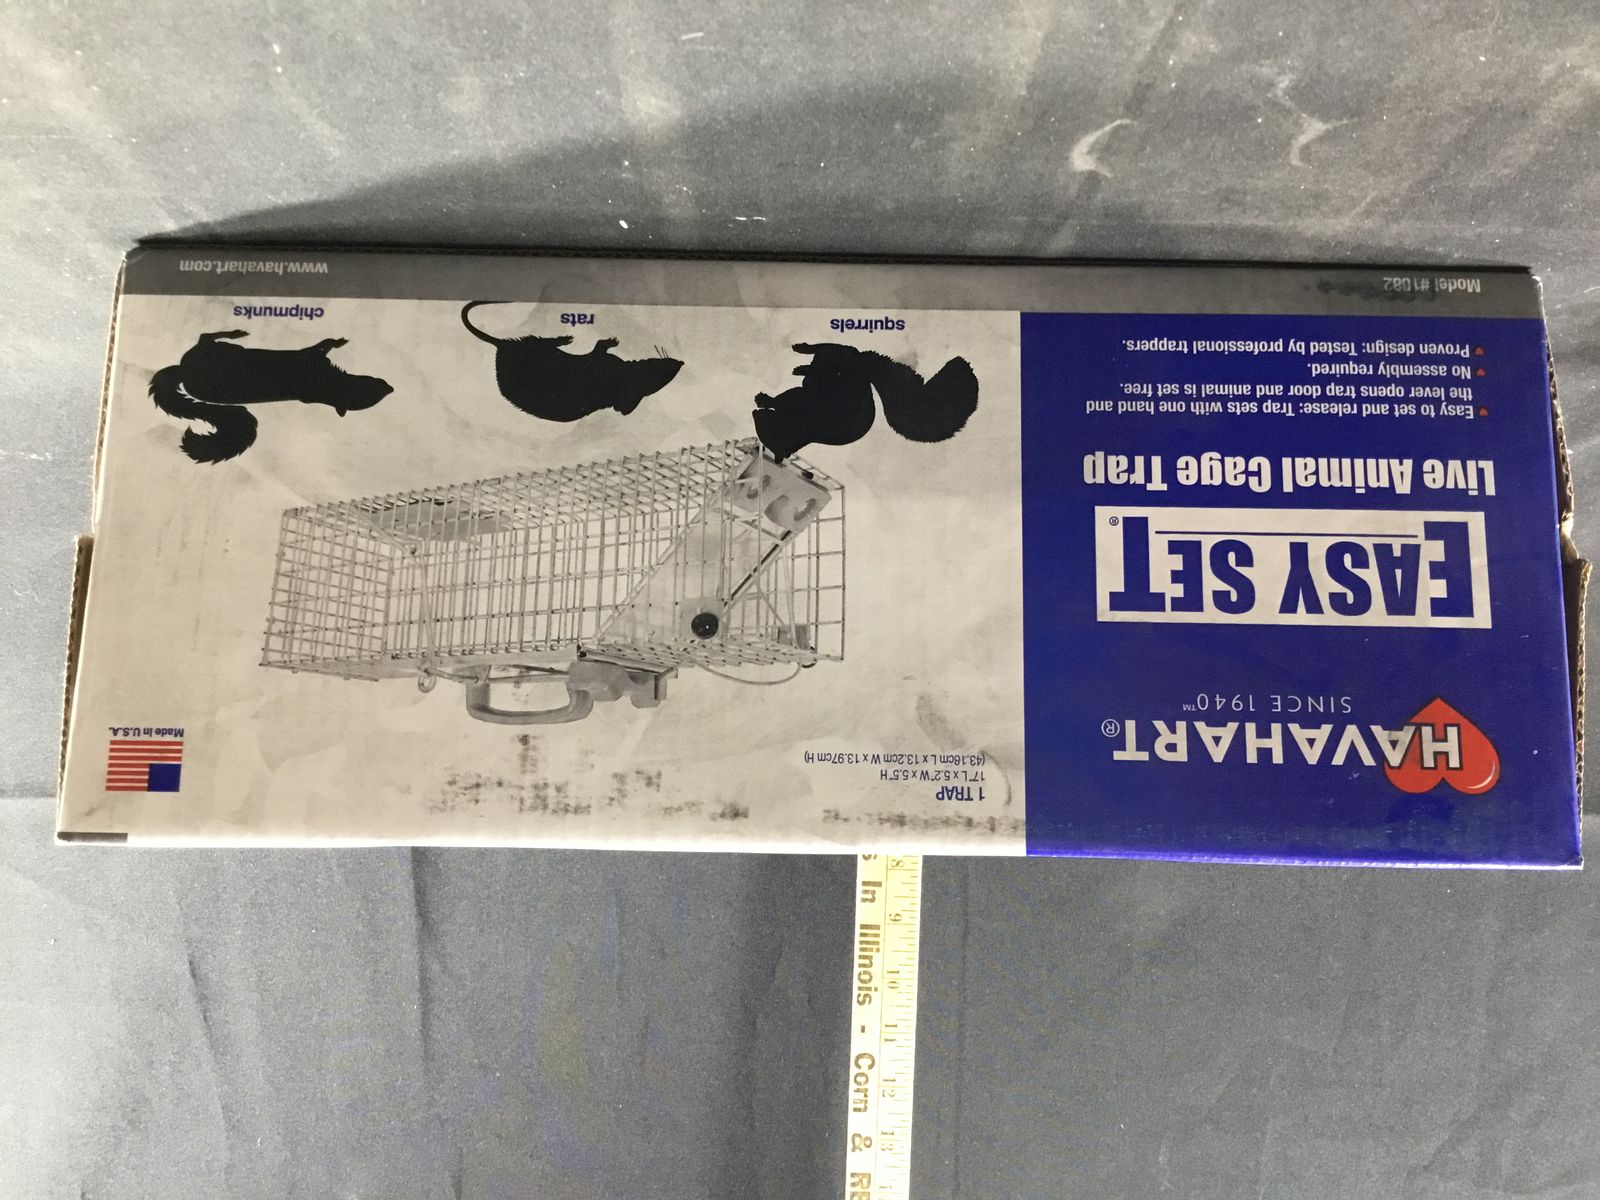 HAVAHART®
SINCE 1940™
EASY SET®
Live Animal Cage Trap
Easy to set and release: Trap sets with one hand and
the lever opens trap door and animal is set free.
No assembly required.
Proven design: Tested by professional trappers.
Model #1082
1 TRAP
17" L x 5.2" W x 5.5" H
(43.18cm L x 13.2cm W x 13.97cm H)
Made in U.S.A.
squirrels
rats
chipmunks
www.havahart.com
In Illinois - Corn &
8 9 10 11 12 13